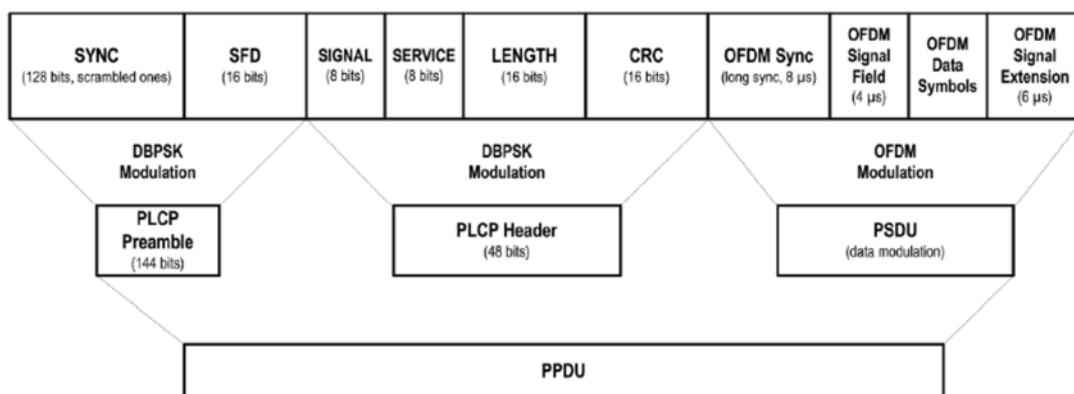 SYNC
(128 bits, scrambled ones)
SFD
(16 bits)
SIGNAL
(8 bits)
SERVICE
(8 bits)
LENGTH
(16 bits)
CRC
(16 bits)
OFDM Sync
(long sync, 8 µs)
OFDM
Signal
Field
(4 µs)
OFDM
Data
Symbols
OFDM
Signal
Extension
(6 µs)
DBPSK
Modulation
DBPSK
Modulation
OFDM
Modulation
PLCP
Preamble
(144 bits)
PLCP Header
(48 bits)
PSDU
(data modulation)
PPDU